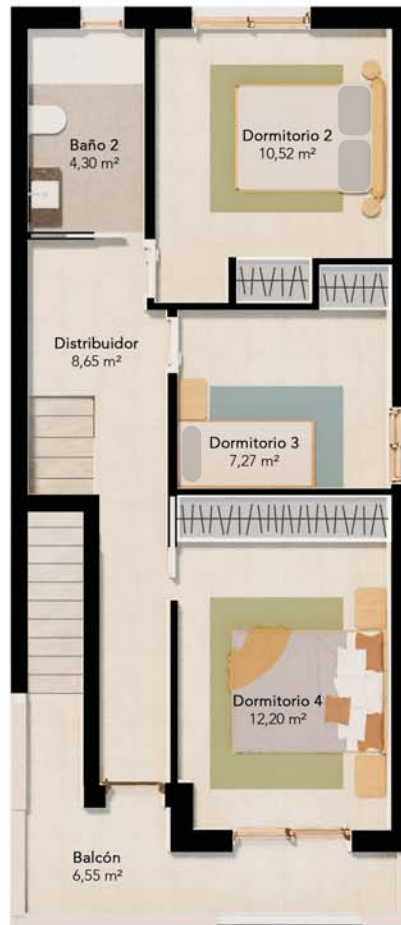 Baño 2
4,30 m²
Dormitorio 2
10,52 m²
Distribuidor
8,65 m²
Dormitorio 3
7,27 m²
Dormitorio 4
12,20 m²
Balcón
6,55 m²